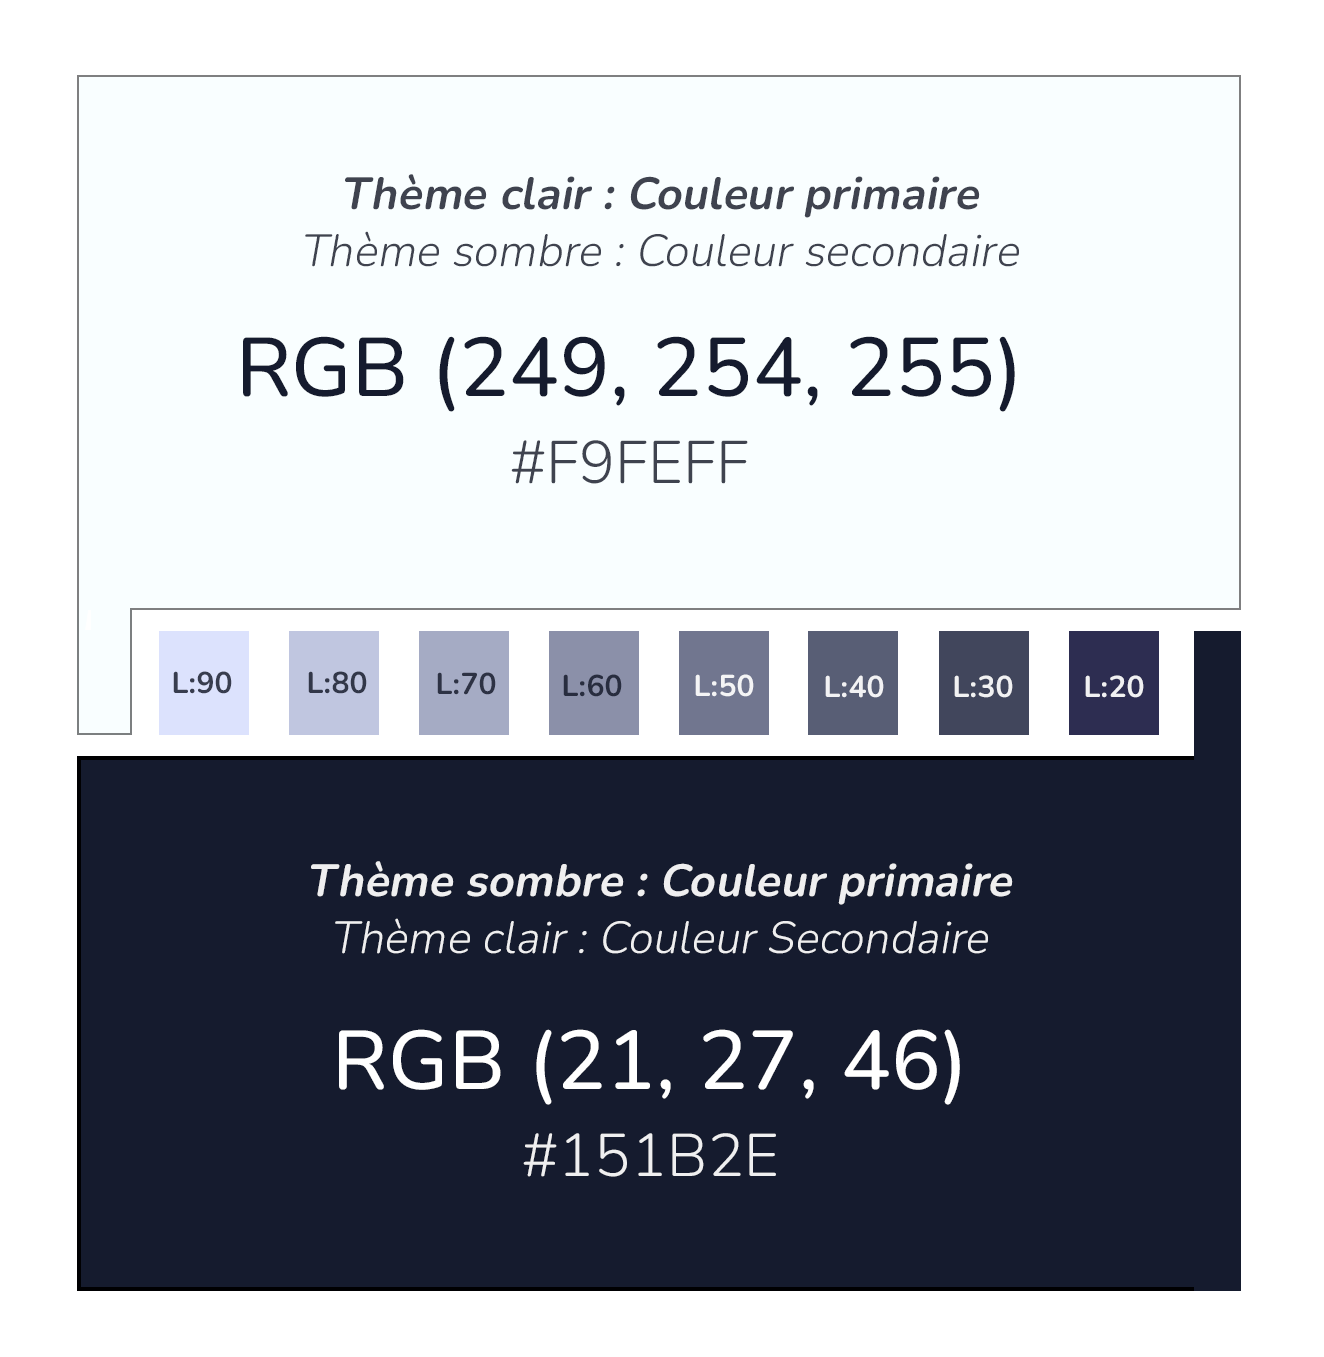 Thème clair : Couleur primaire
Thème sombre : Couleur secondaire
RGB (249, 254, 255)
#F9FEFF
L:90 L:80 L:70 L:60 L:50 L:40 L:30 L:20
Thème sombre : Couleur primaire
Thème clair : Couleur Secondaire
RGB (21, 27, 46)
#151B2E